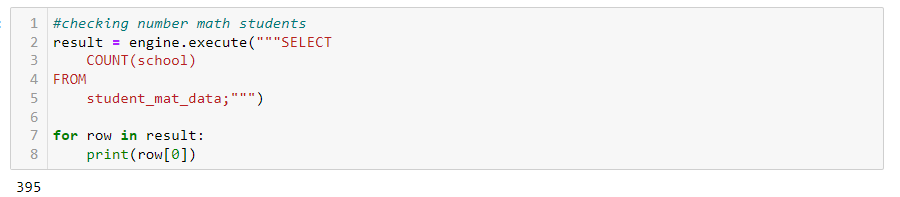 1 #checking number math students
2 result = engine.execute("""SELECT
3     COUNT(school)
4 FROM
5     student_mat_data;""")
6
7 for row in result:
8     print(row[0])
395